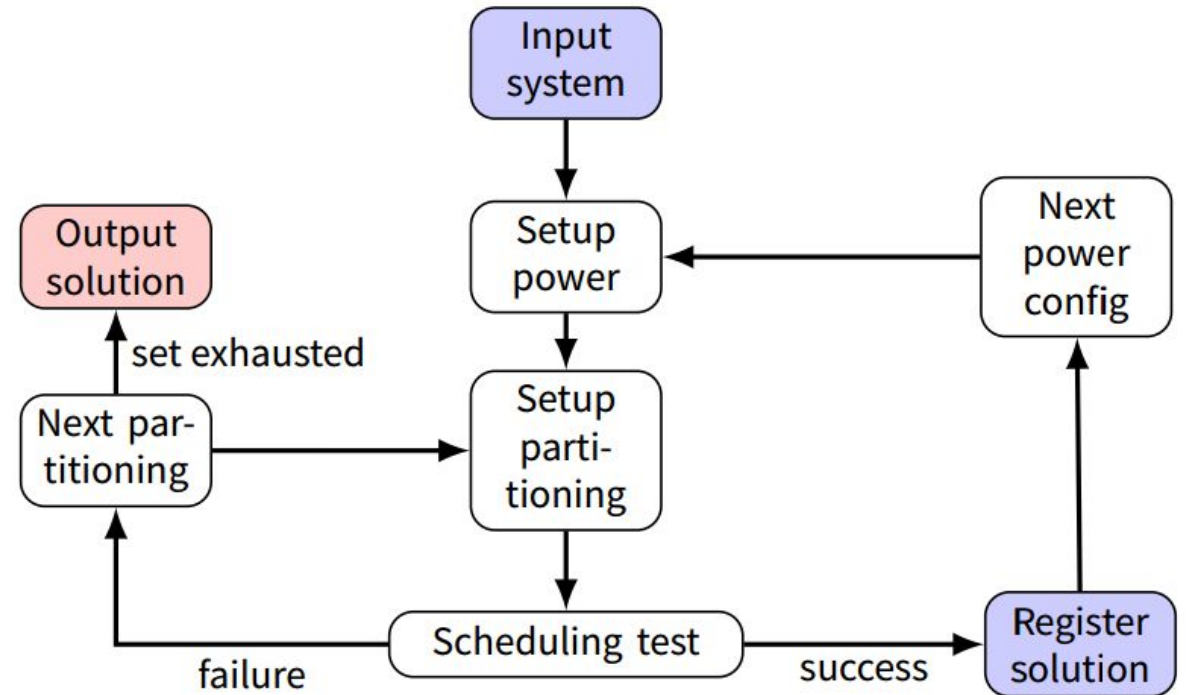 Input
system
Setup
power
Next
power
config
Output
solution
set exhausted
Next par-
titioning
Setup
parti-
tioning
Scheduling test
failure
success
Register
solution